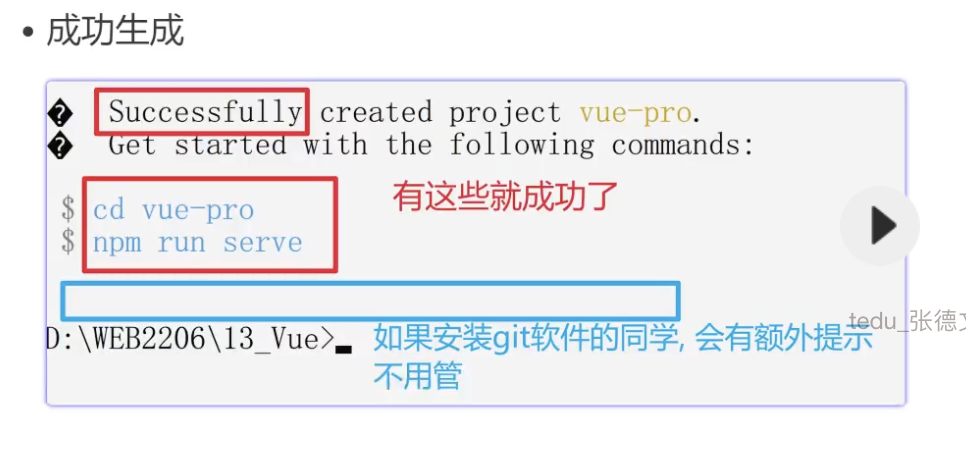 成功生成
� Successfully created project vue-pro.
� Get started with the following commands:
有这些就成功了
$ cd vue-pro
$ npm run serve
tedu_张德
D:\WEB2206\13_Vue>
如果安装git软件的同学, 会有额外提示
不用管